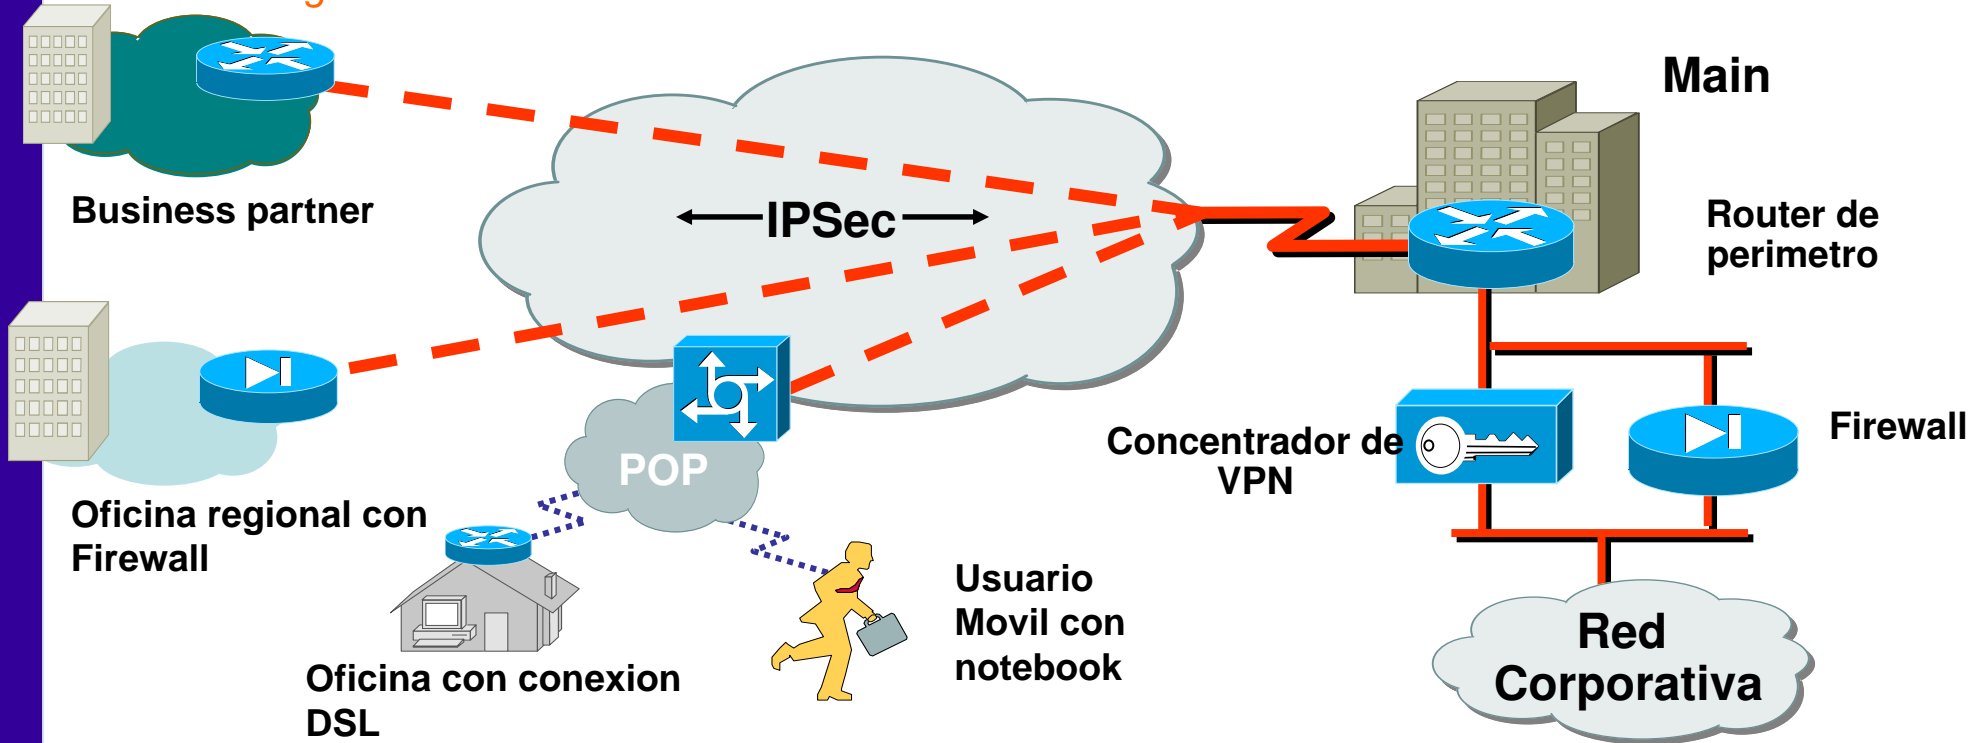 Main
Business partner
IPSec
Router de
perimetro
Concentrador de
VPN
Firewall
POP
Oficina regional con
Firewall
Usuario
Movil con
notebook
Oficina con conexion
DSL
Red
Corporativa